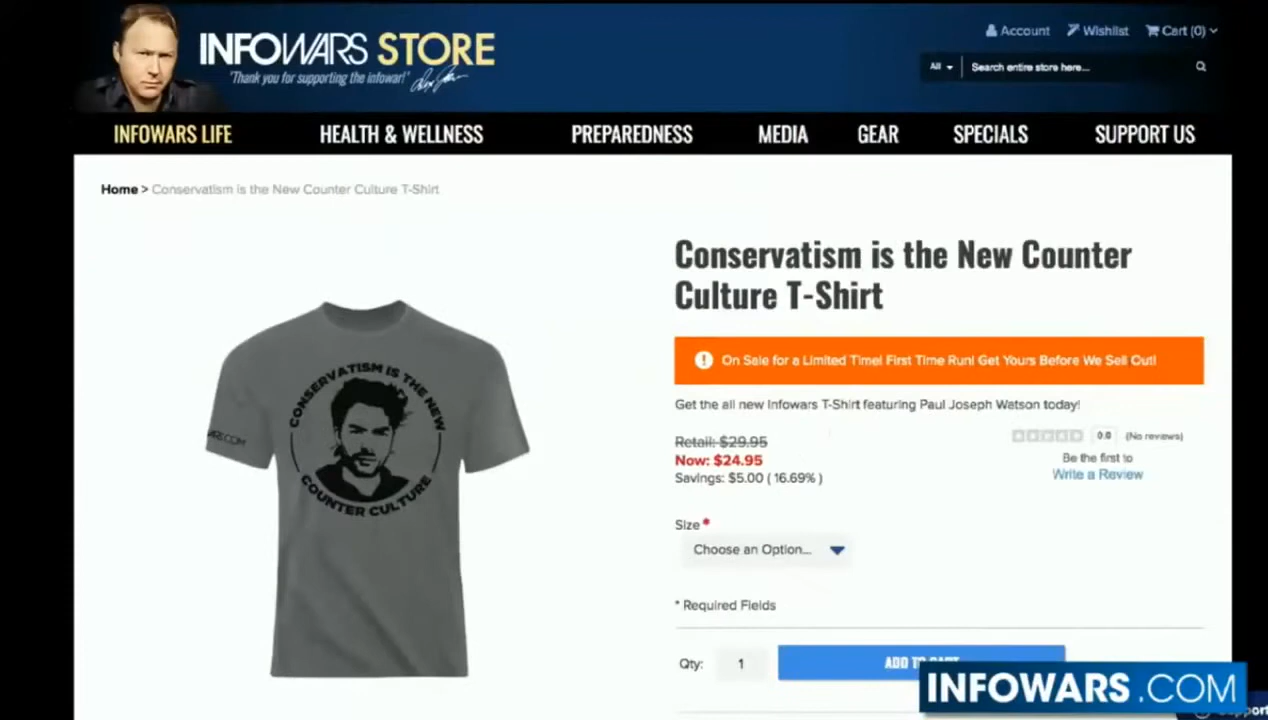 INFOWARS STORE
"Thank you for supporting the infowar!"
Account
Wishlist
Cart (0)
All
Search entire store here...
INFOWARS LIFE
HEALTH & WELLNESS
PREPAREDNESS
MEDIA
GEAR
SPECIALS
SUPPORT US
Home > Conservatism is the New Counter Culture T-Shirt
CONSERVATISM IS THE NEW
COUNTER CULTURE
Conservatism is the New Counter
Culture T-Shirt
On Sale for a Limited Time! First Time Run! Get Yours Before We Sell Out!
Get the all new Infowars T-Shirt featuring Paul Joseph Watson today!
Retail: $29.95
Now: $24.95
Savings: $5.00 ( 16.69% )
0.0 (No reviews)
Be the first to
Write a Review
Size*
Choose an Option...
* Required Fields
Qty: 1
ADD TO CART
INFOWARS.COM